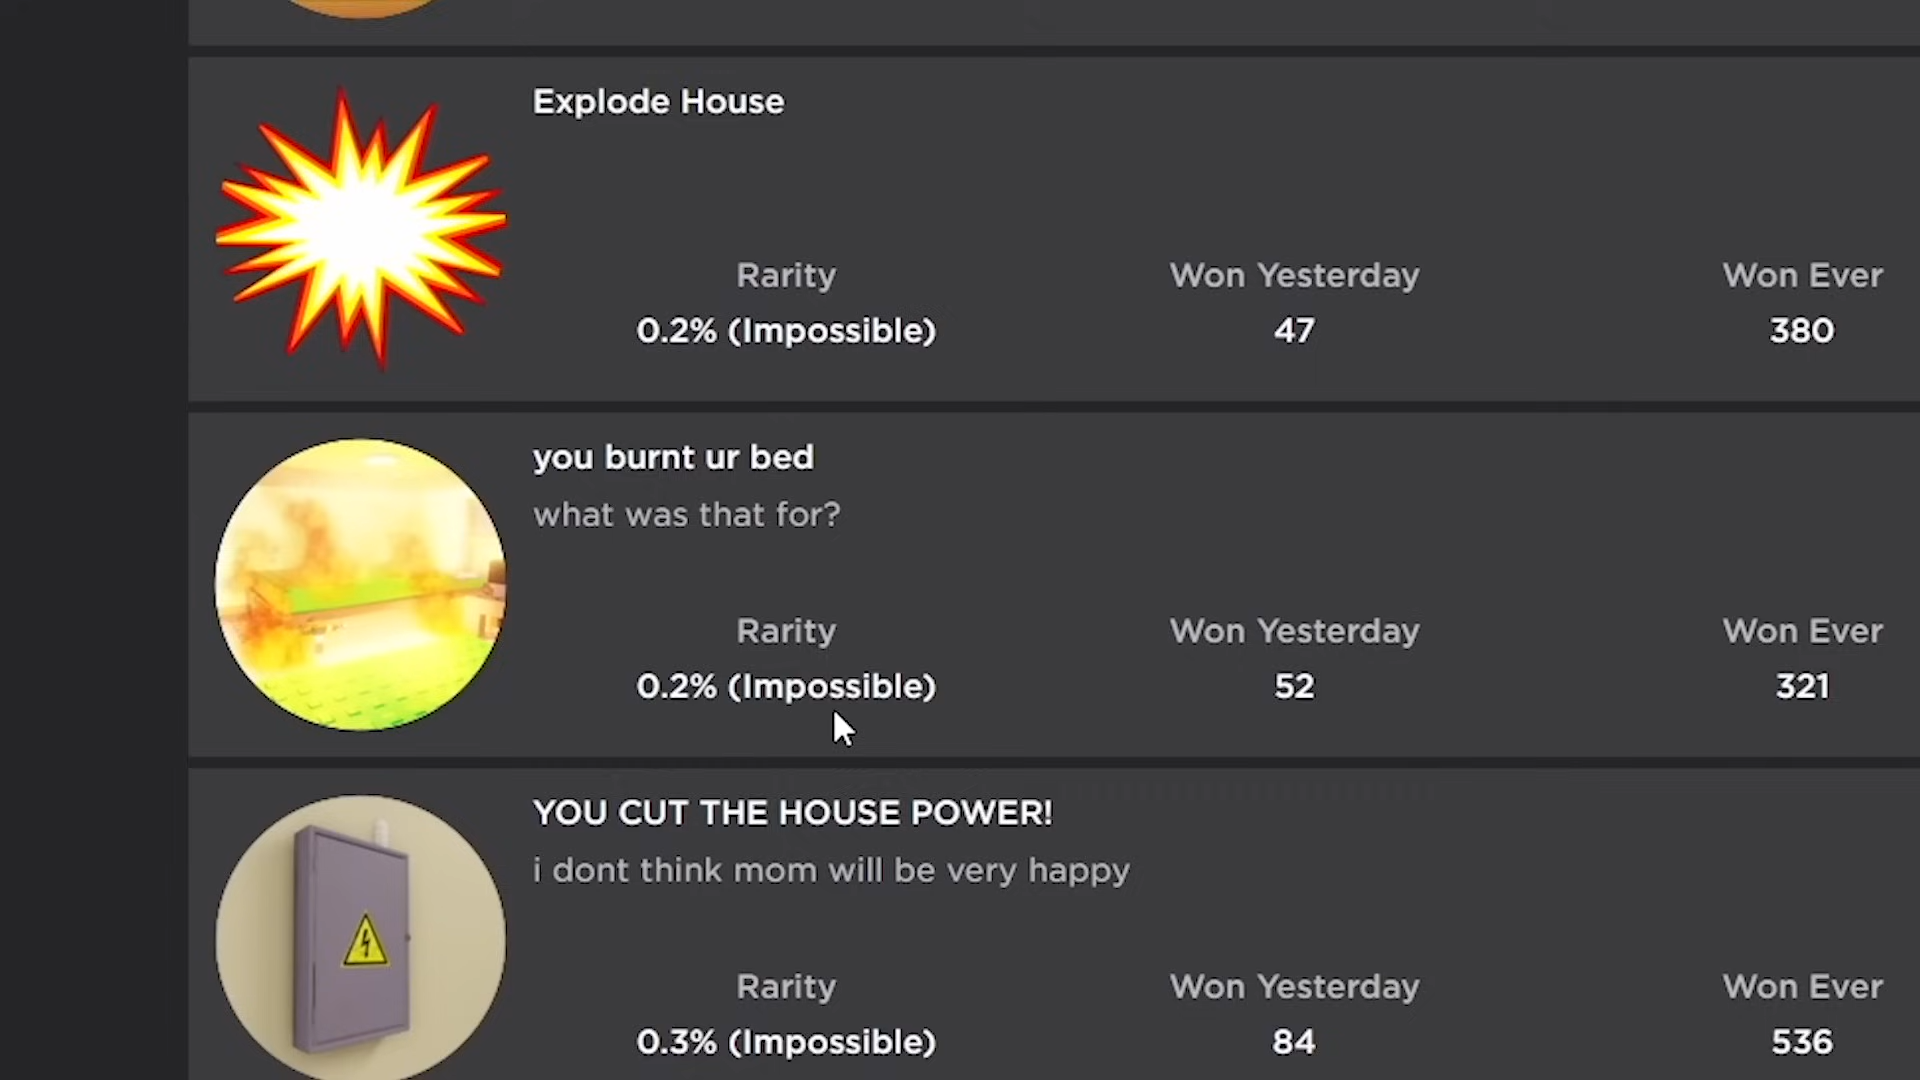 Explode House
Rarity Won Yesterday Won Ever
0.2% (Impossible) 47 380
you burnt ur bed
what was that for?
Rarity Won Yesterday Won Ever
0.2% (Impossible) 52 321
YOU CUT THE HOUSE POWER!
i dont think mom will be very happy
Rarity Won Yesterday Won Ever
0.3% (Impossible) 84 536